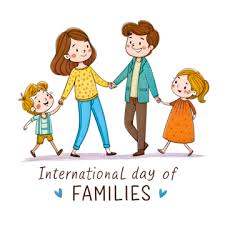 International day of
FAMILIES